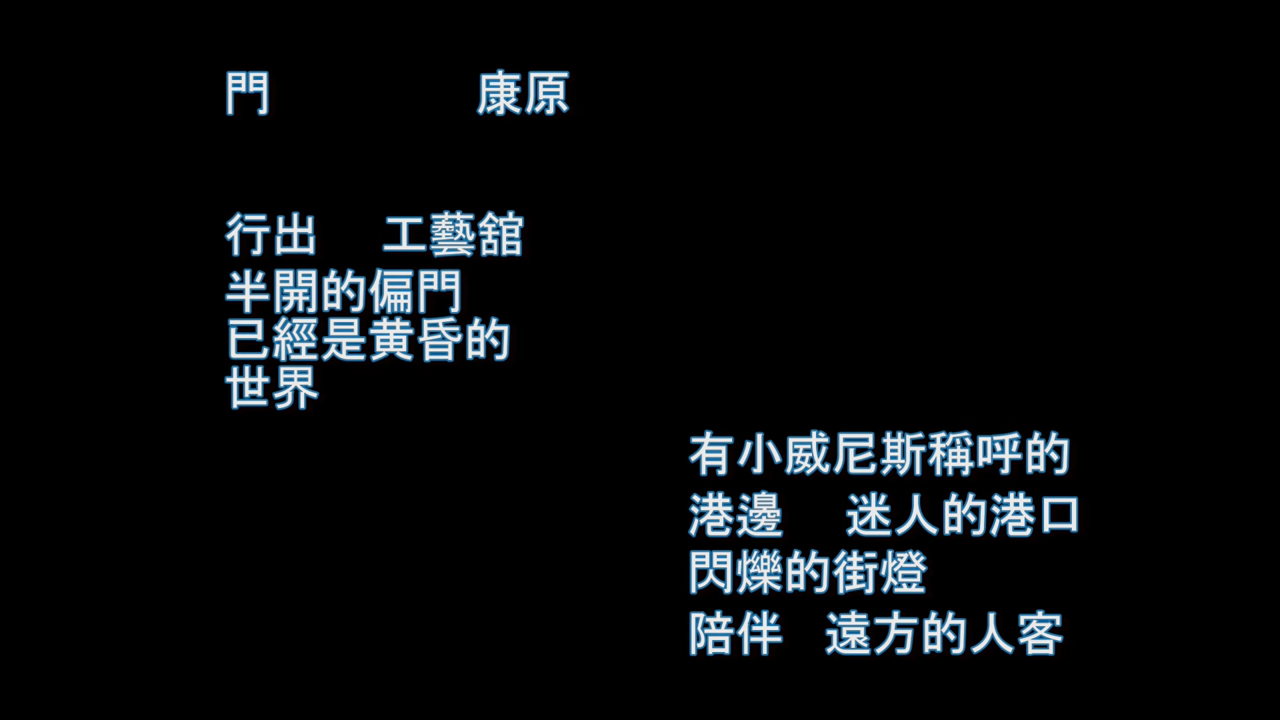 門 康原
行出 工藝舘
半開的偏門
已經是黄昏的
世界
有小威尼斯稱呼的
港邊 迷人的港口
閃爍的街燈
陪伴 遠方的人客